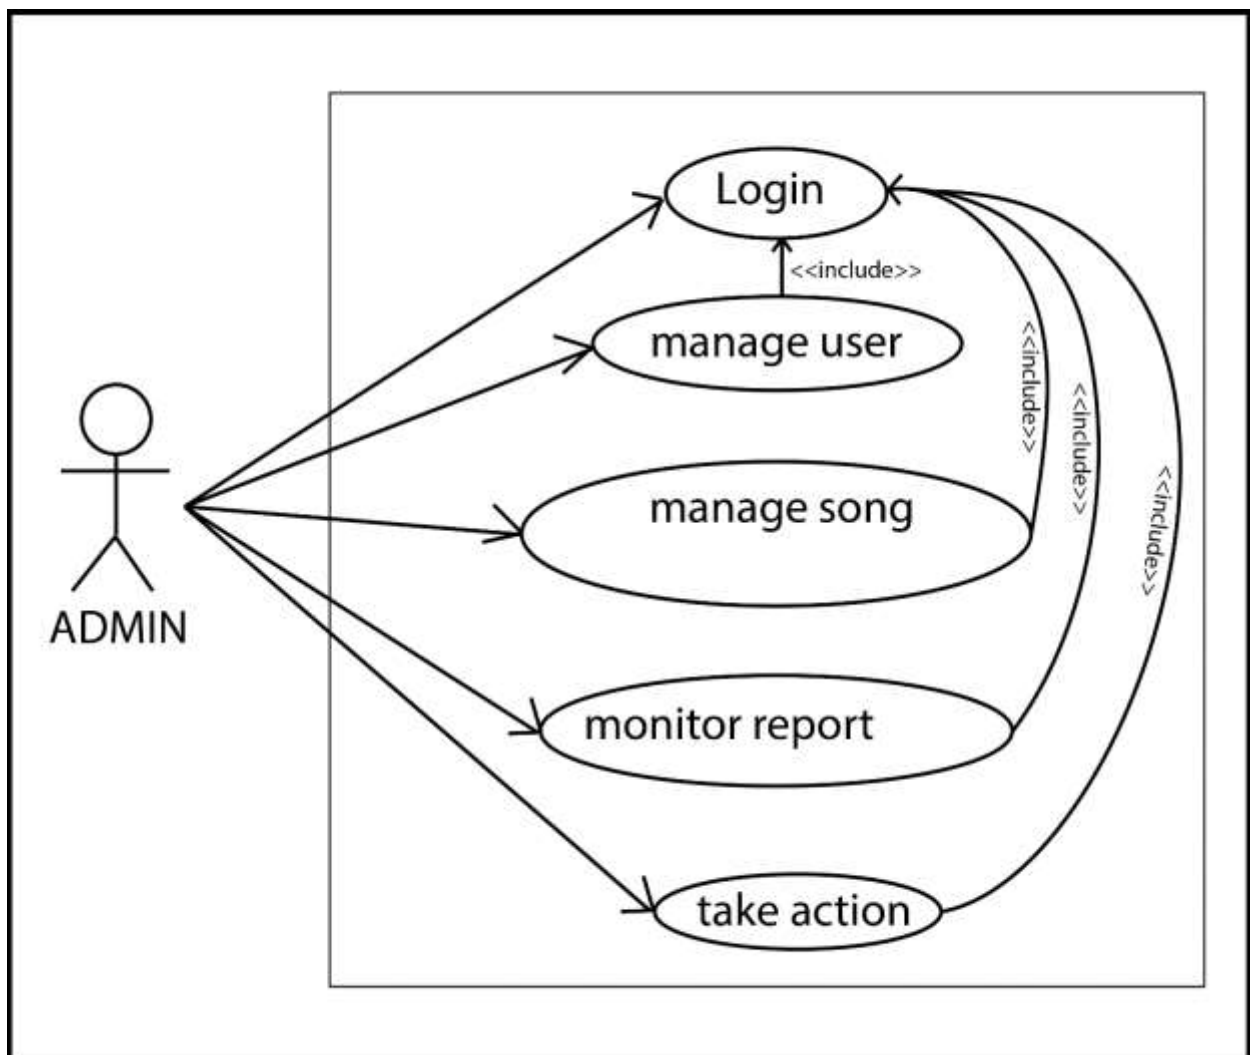 Login
<<include>>
manage user
<<include>>
<<include>>
<<include>>
manage song
ADMIN
monitor report
take action